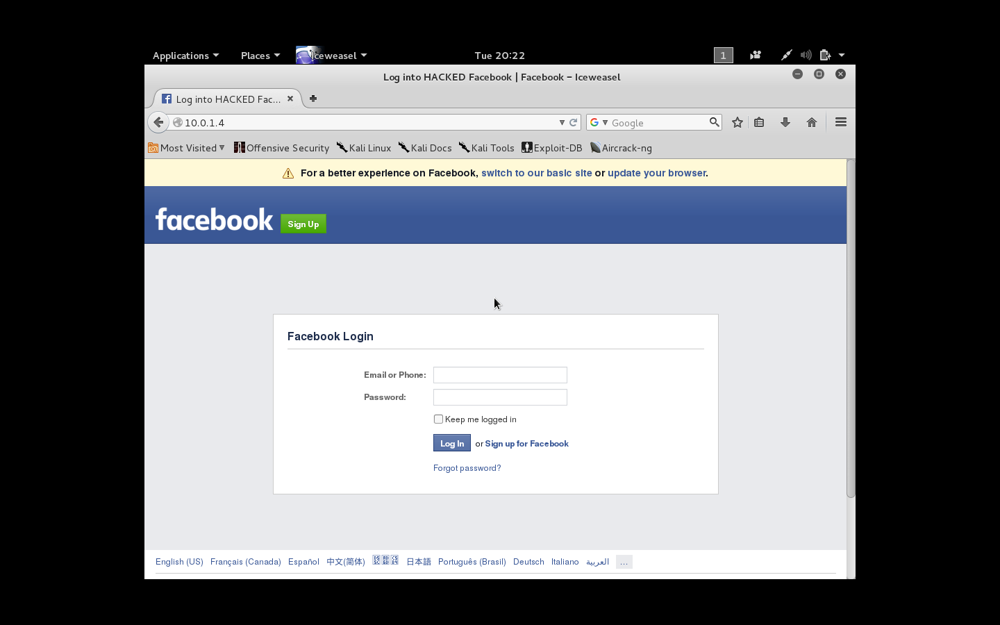 Applications Places Iceweasel Tue 20:22 1
Log into HACKED Facebook | Facebook – Iceweasel
Log into HACKED Fac...
10.0.1.4 Google
Most Visited Offensive Security Kali Linux Kali Docs Kali Tools Exploit-DB Aircrack-ng
For a better experience on Facebook, switch to our basic site or update your browser.
facebook Sign Up
Facebook Login
Email or Phone:
Password:
Keep me logged in
Log In or Sign up for Facebook
Forgot password?
English (US) Français (Canada) Español 中文(简体) 日本語 Português (Brasil) Deutsch Italiano العربية ...